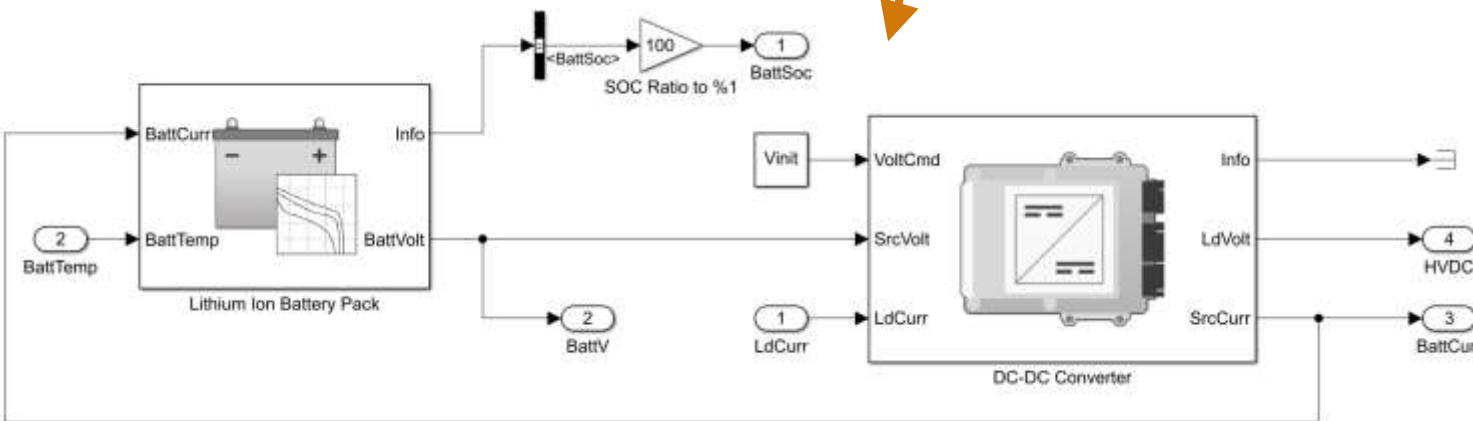 1
<BattSoc>
100
BattSoc
SOC Ratio to %1
BattCurr
Info
BattTemp
BattVolt
2
BattTemp
Lithium Ion Battery Pack
2
BattV
Vinit
VoltCmd
Info
SrcVolt
LdVolt
4
HVDC
1
LdCurr
LdCurr
SrcCurr
3
BattCur
DC-DC Converter